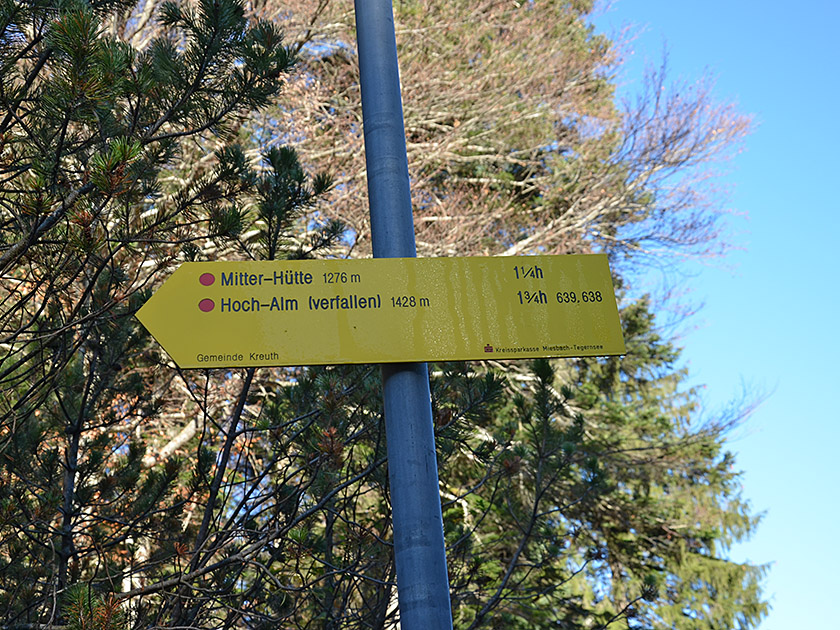 Mitter-Hütte 1276 m 1¼h
Hoch-Alm (verfallen) 1428 m 1¾h 639, 638
Gemeinde Kreuth Kreissparkasse Miesbach-Tegernsee